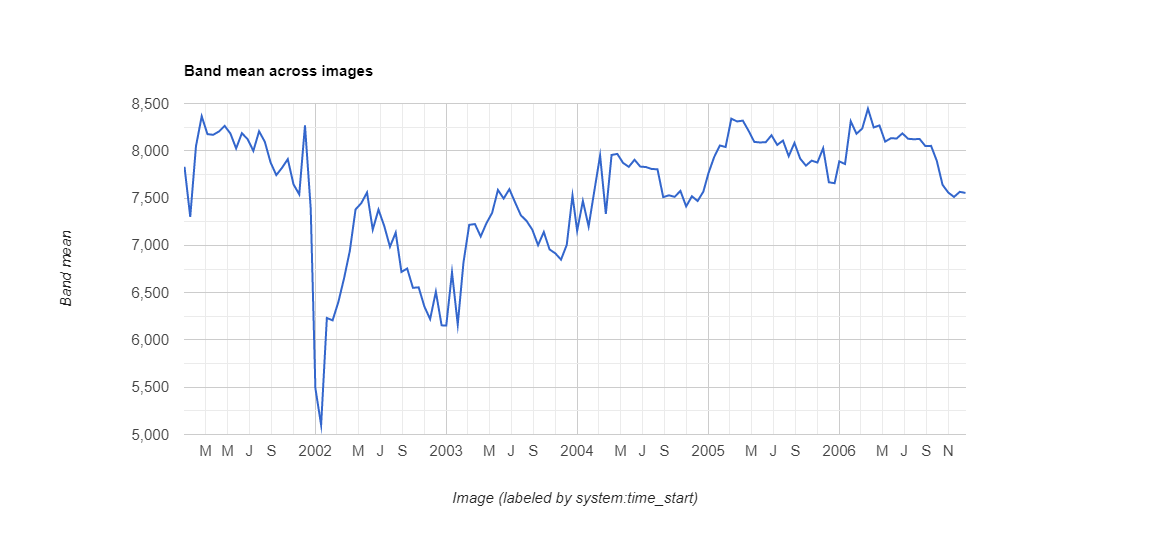 Band mean across images
8,500
8,000
7,500
7,000
6,500
6,000
5,500
5,000
Band mean
M M J S 2002 M J S 2003 M J S 2004 M J S 2005 M J S 2006 M J S N
Image (labeled by system:time_start)